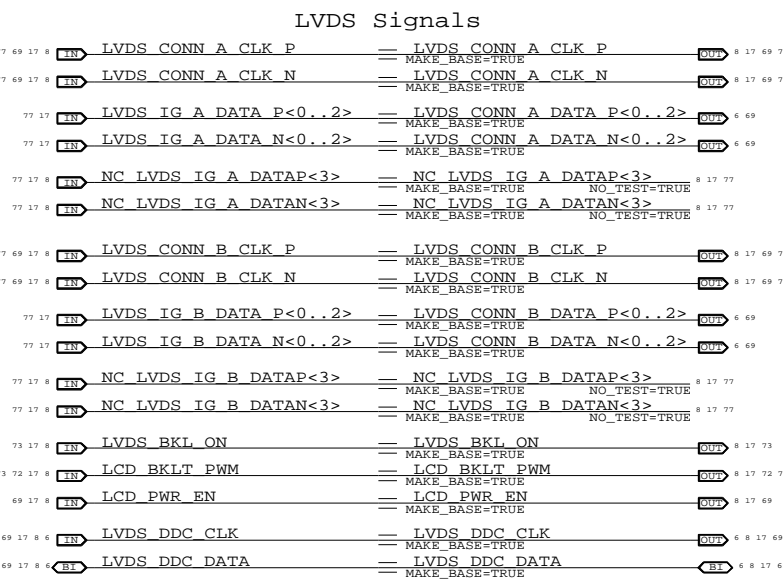 LVDS Signals
7 69 17 8 IN LVDS_CONN_A_CLK_P LVDS_CONN_A_CLK_P OUT 8 17 69 7
MAKE_BASE=TRUE
7 69 17 8 IN LVDS_CONN_A_CLK_N LVDS_CONN_A_CLK_N OUT 8 17 69 7
MAKE_BASE=TRUE
77 17 IN LVDS_IG_A_DATA_P<0..2> LVDS_CONN_A_DATA_P<0..2> OUT 6 69
MAKE_BASE=TRUE
77 17 IN LVDS_IG_A_DATA_N<0..2> LVDS_CONN_A_DATA_N<0..2> OUT 6 69
MAKE_BASE=TRUE
77 17 8 IN NC_LVDS_IG_A_DATAP<3> NC_LVDS_IG_A_DATAP<3> 8 17 77
MAKE_BASE=TRUE NO_TEST=TRUE
77 17 8 IN NC_LVDS_IG_A_DATAN<3> NC_LVDS_IG_A_DATAN<3> 8 17 77
MAKE_BASE=TRUE NO_TEST=TRUE
7 69 17 8 IN LVDS_CONN_B_CLK_P LVDS_CONN_B_CLK_P OUT 8 17 69 7
MAKE_BASE=TRUE
7 69 17 8 IN LVDS_CONN_B_CLK_N LVDS_CONN_B_CLK_N OUT 8 17 69 7
MAKE_BASE=TRUE
77 17 IN LVDS_IG_B_DATA_P<0..2> LVDS_CONN_B_DATA_P<0..2> OUT 6 69
MAKE_BASE=TRUE
77 17 IN LVDS_IG_B_DATA_N<0..2> LVDS_CONN_B_DATA_N<0..2> OUT 6 69
MAKE_BASE=TRUE
77 17 8 IN NC_LVDS_IG_B_DATAP<3> NC_LVDS_IG_B_DATAP<3> 8 17 77
MAKE_BASE=TRUE NO_TEST=TRUE
77 17 8 IN NC_LVDS_IG_B_DATAN<3> NC_LVDS_IG_B_DATAN<3> 8 17 77
MAKE_BASE=TRUE NO_TEST=TRUE
73 17 8 IN LVDS_BKL_ON LVDS_BKL_ON OUT 8 17 73
MAKE_BASE=TRUE
3 72 17 8 IN LCD_BKLT_PWM LCD_BKLT_PWM OUT 8 17 72 7
MAKE_BASE=TRUE
69 17 8 IN LCD_PWR_EN LCD_PWR_EN OUT 8 17 69
MAKE_BASE=TRUE
69 17 8 6 IN LVDS_DDC_CLK LVDS_DDC_CLK OUT 6 8 17 69
MAKE_BASE=TRUE
69 17 8 6 BI LVDS_DDC_DATA LVDS_DDC_DATA BI 6 8 17 6
MAKE_BASE=TRUE